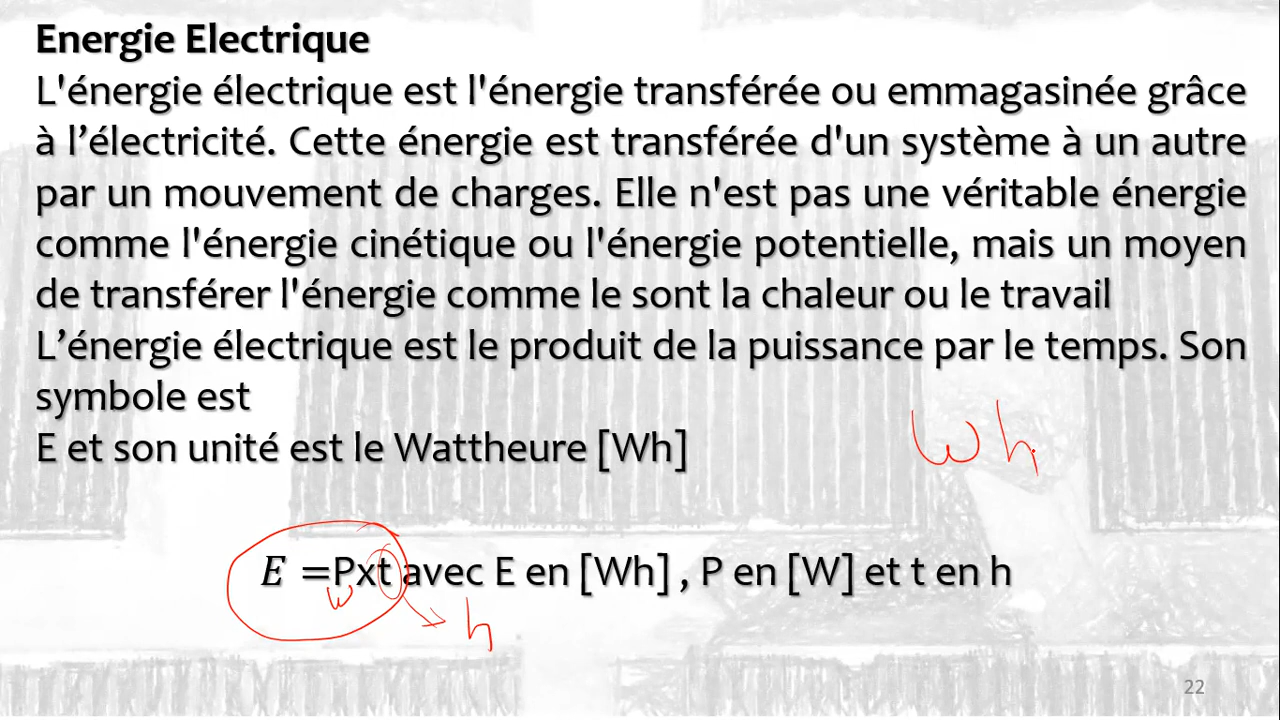 Energie Electrique
L'énergie électrique est l'énergie transférée ou emmagasinée grâce
à l’électricité. Cette énergie est transférée d'un système à un autre
par un mouvement de charges. Elle n'est pas une véritable énergie
comme l'énergie cinétique ou l'énergie potentielle, mais un moyen
de transférer l'énergie comme le sont la chaleur ou le travail
L’énergie électrique est le produit de la puissance par le temps. Son
symbole est
E et son unité est le Wattheure [Wh]
Wh
E =Pxt avec E en [Wh] , P en [W] et t en h
W
h
22